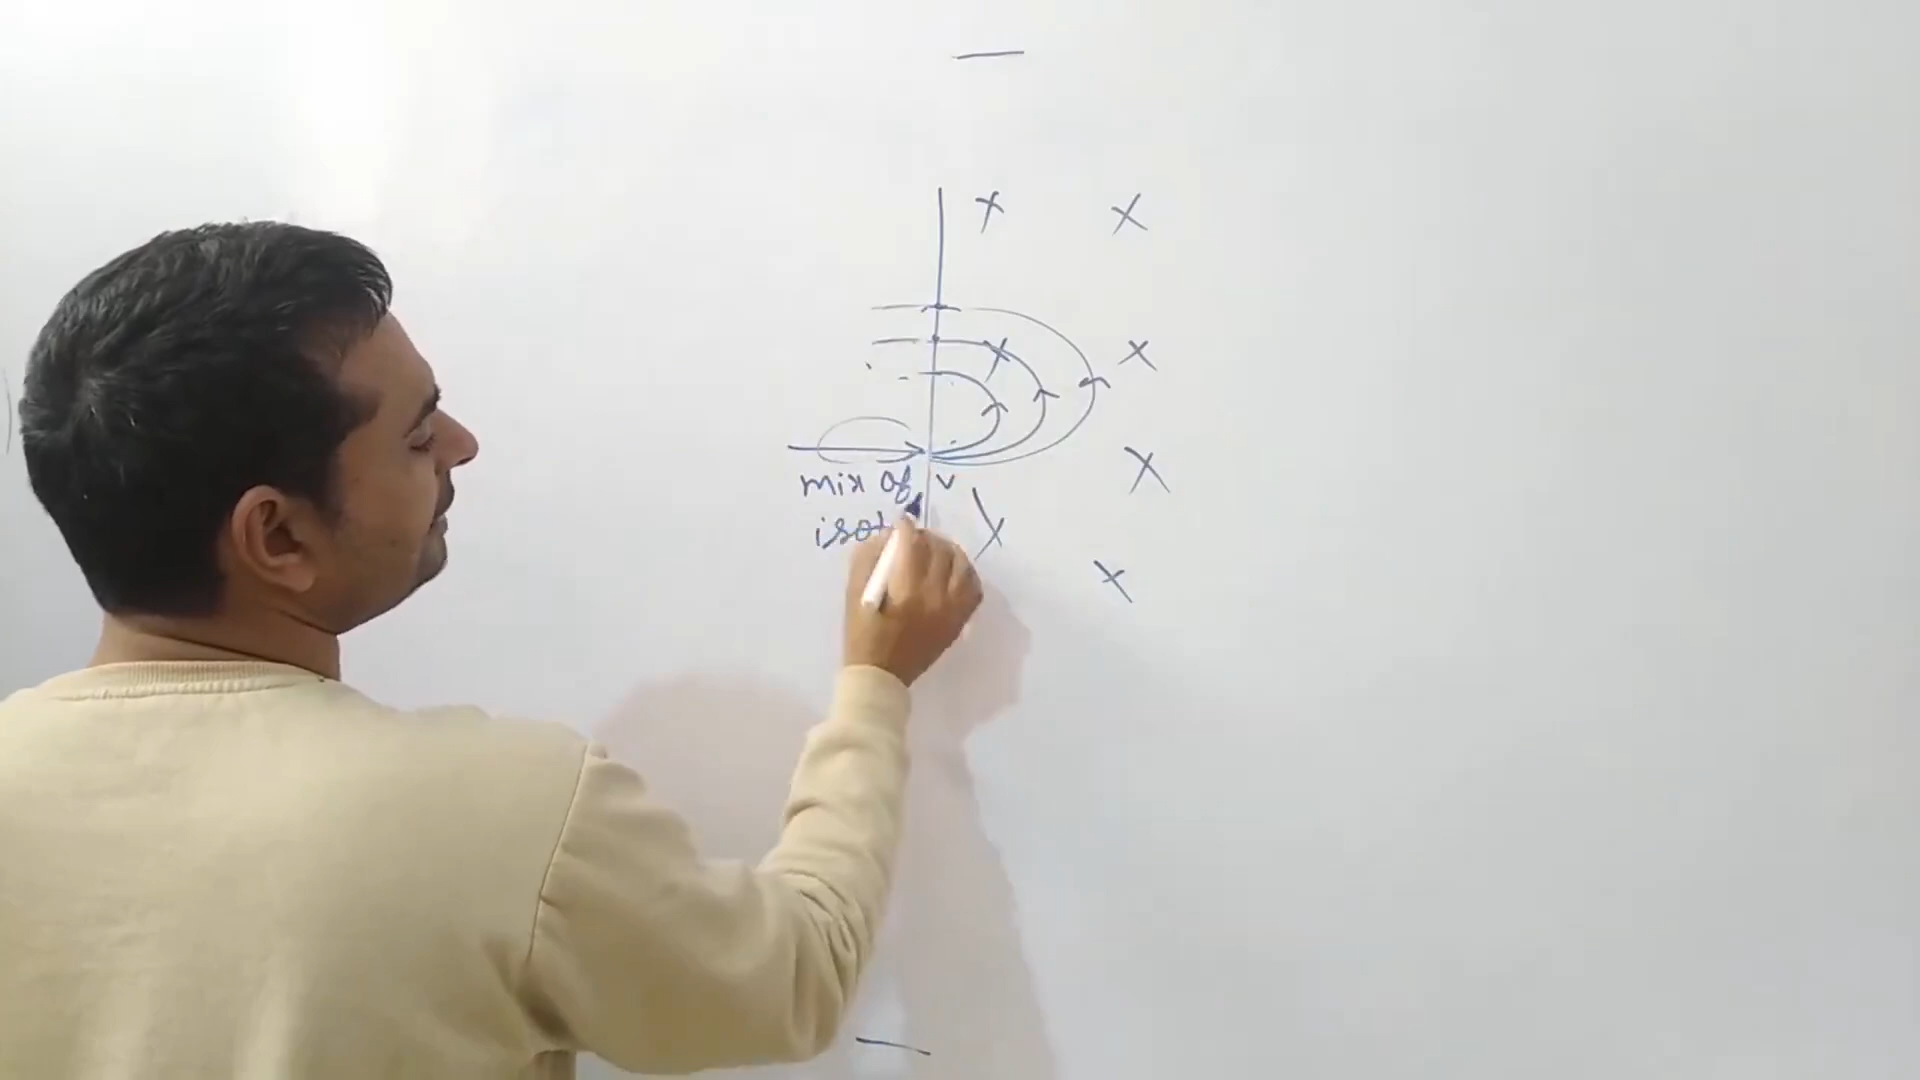 x x
x x
mix of v x
isot x
x